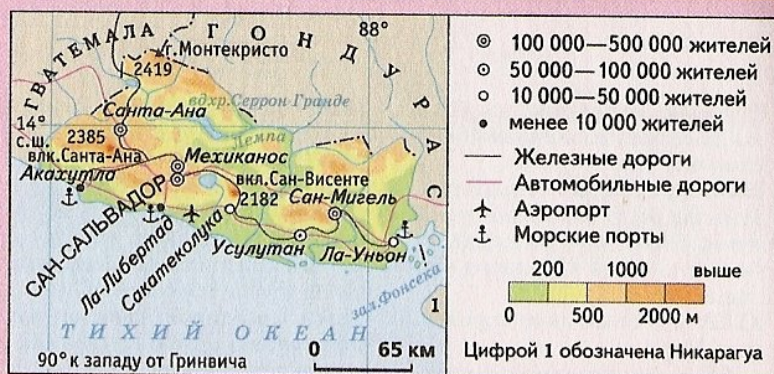 ГВАТЕМАЛА
ГОНДУРАС
88°
г. Монтекристо
2419
вдхр. Серрон Гранде
Санта-Ана
14°
с.ш.
2385
влк. Санта-Ана
Лемпа
Мехиканос
Акахутла
вкл. Сан-Висенте
2182
Сан-Мигель
САН-САЛЬВАДОР
Ла-Либертад
Сакатеколука
Усулутан
Ла-Уньон
зал. Фонсека
1
ТИХИЙ ОКЕАН
90° к западу от Гринвича
0 65 км
100 000—500 000 жителей
50 000—100 000 жителей
10 000—50 000 жителей
менее 10 000 жителей
Железные дороги
Автомобильные дороги
Аэропорт
Морские порты
200 1000 выше
0 500 2000 м
Цифрой 1 обозначена Никарагуа